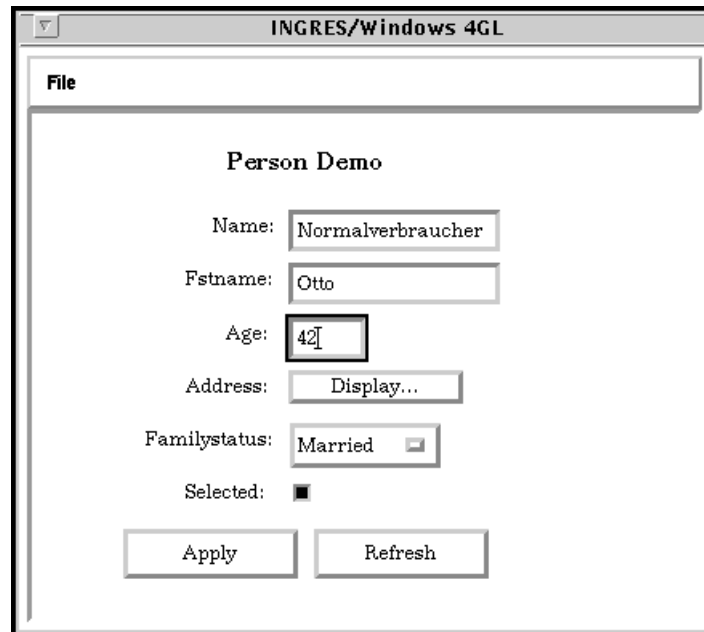 INGRES/Windows 4GL
File
Person Demo
Name: Normalverbraucher
Fstname: Otto
Age: 42
Address: Display...
Familystatus: Married
Selected:
Apply Refresh